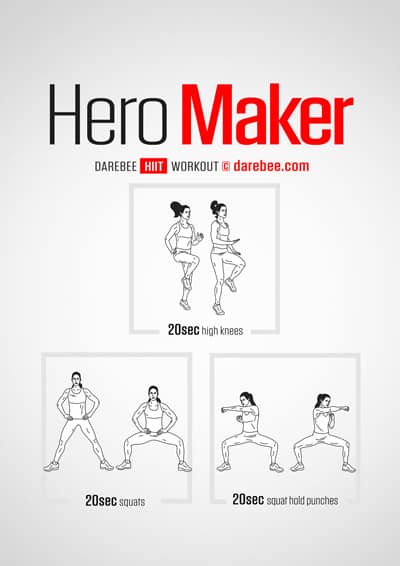 Hero Maker
DAREBEE HIIT WORKOUT © darebee.com
20sec high knees
20sec squats
20sec squat hold punches